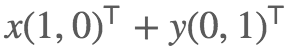 x(1, 0)⊤ + y(0, 1)⊤